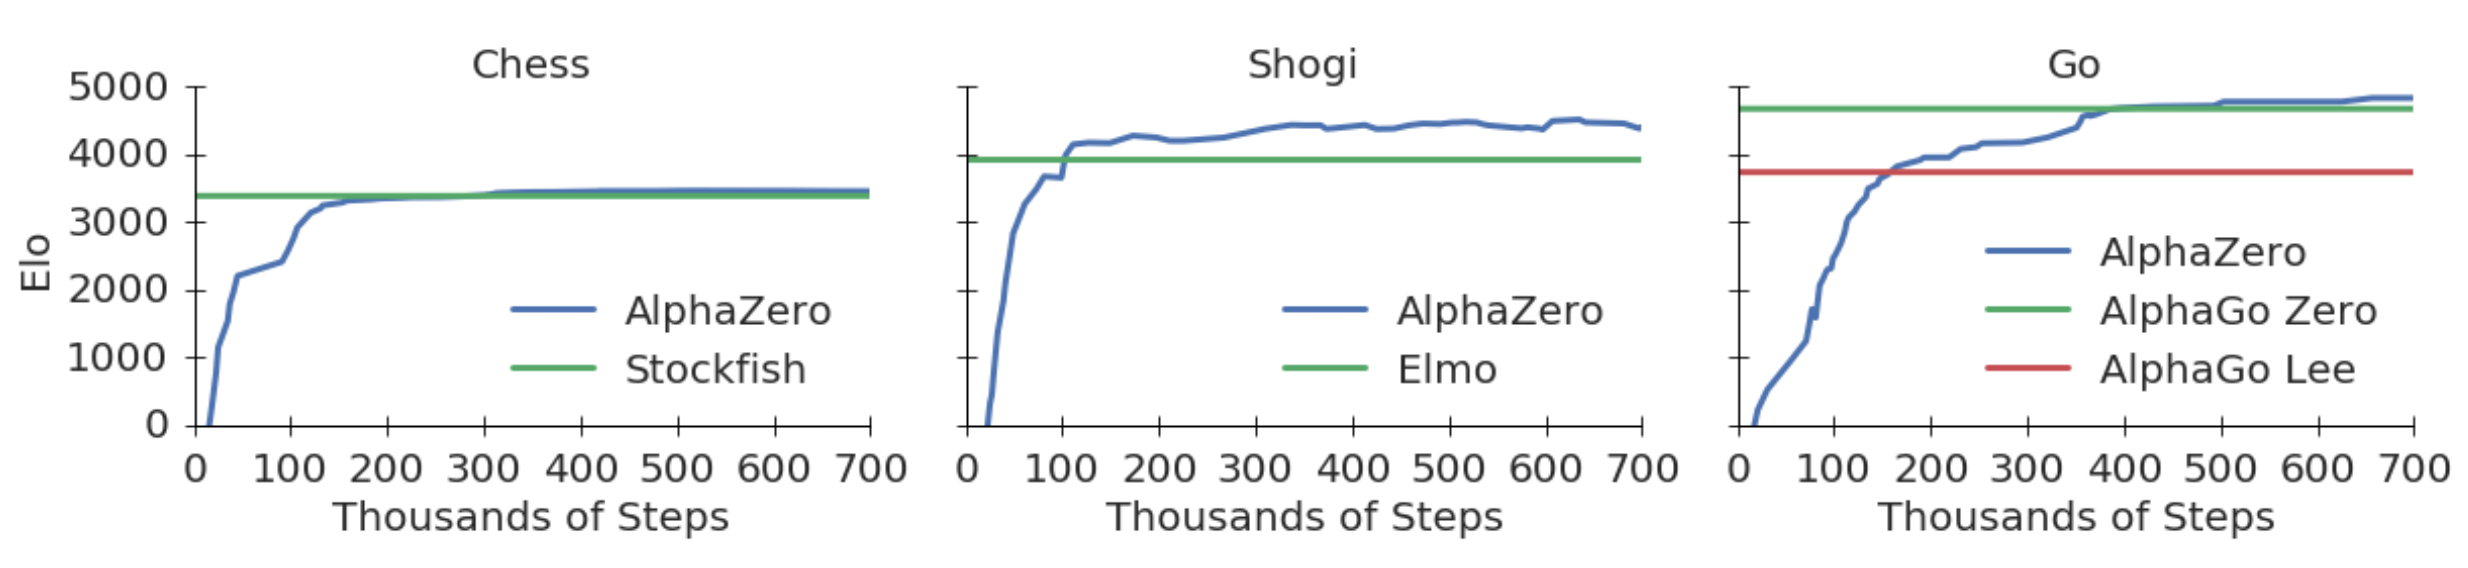 Chess
5000
4000
3000
2000
1000
0
Elo
AlphaZero
Stockfish
0 100 200 300 400 500 600 700
Thousands of Steps
Shogi
AlphaZero
Elmo
0 100 200 300 400 500 600 700
Thousands of Steps
Go
AlphaZero
AlphaGo Zero
AlphaGo Lee
0 100 200 300 400 500 600 700
Thousands of Steps